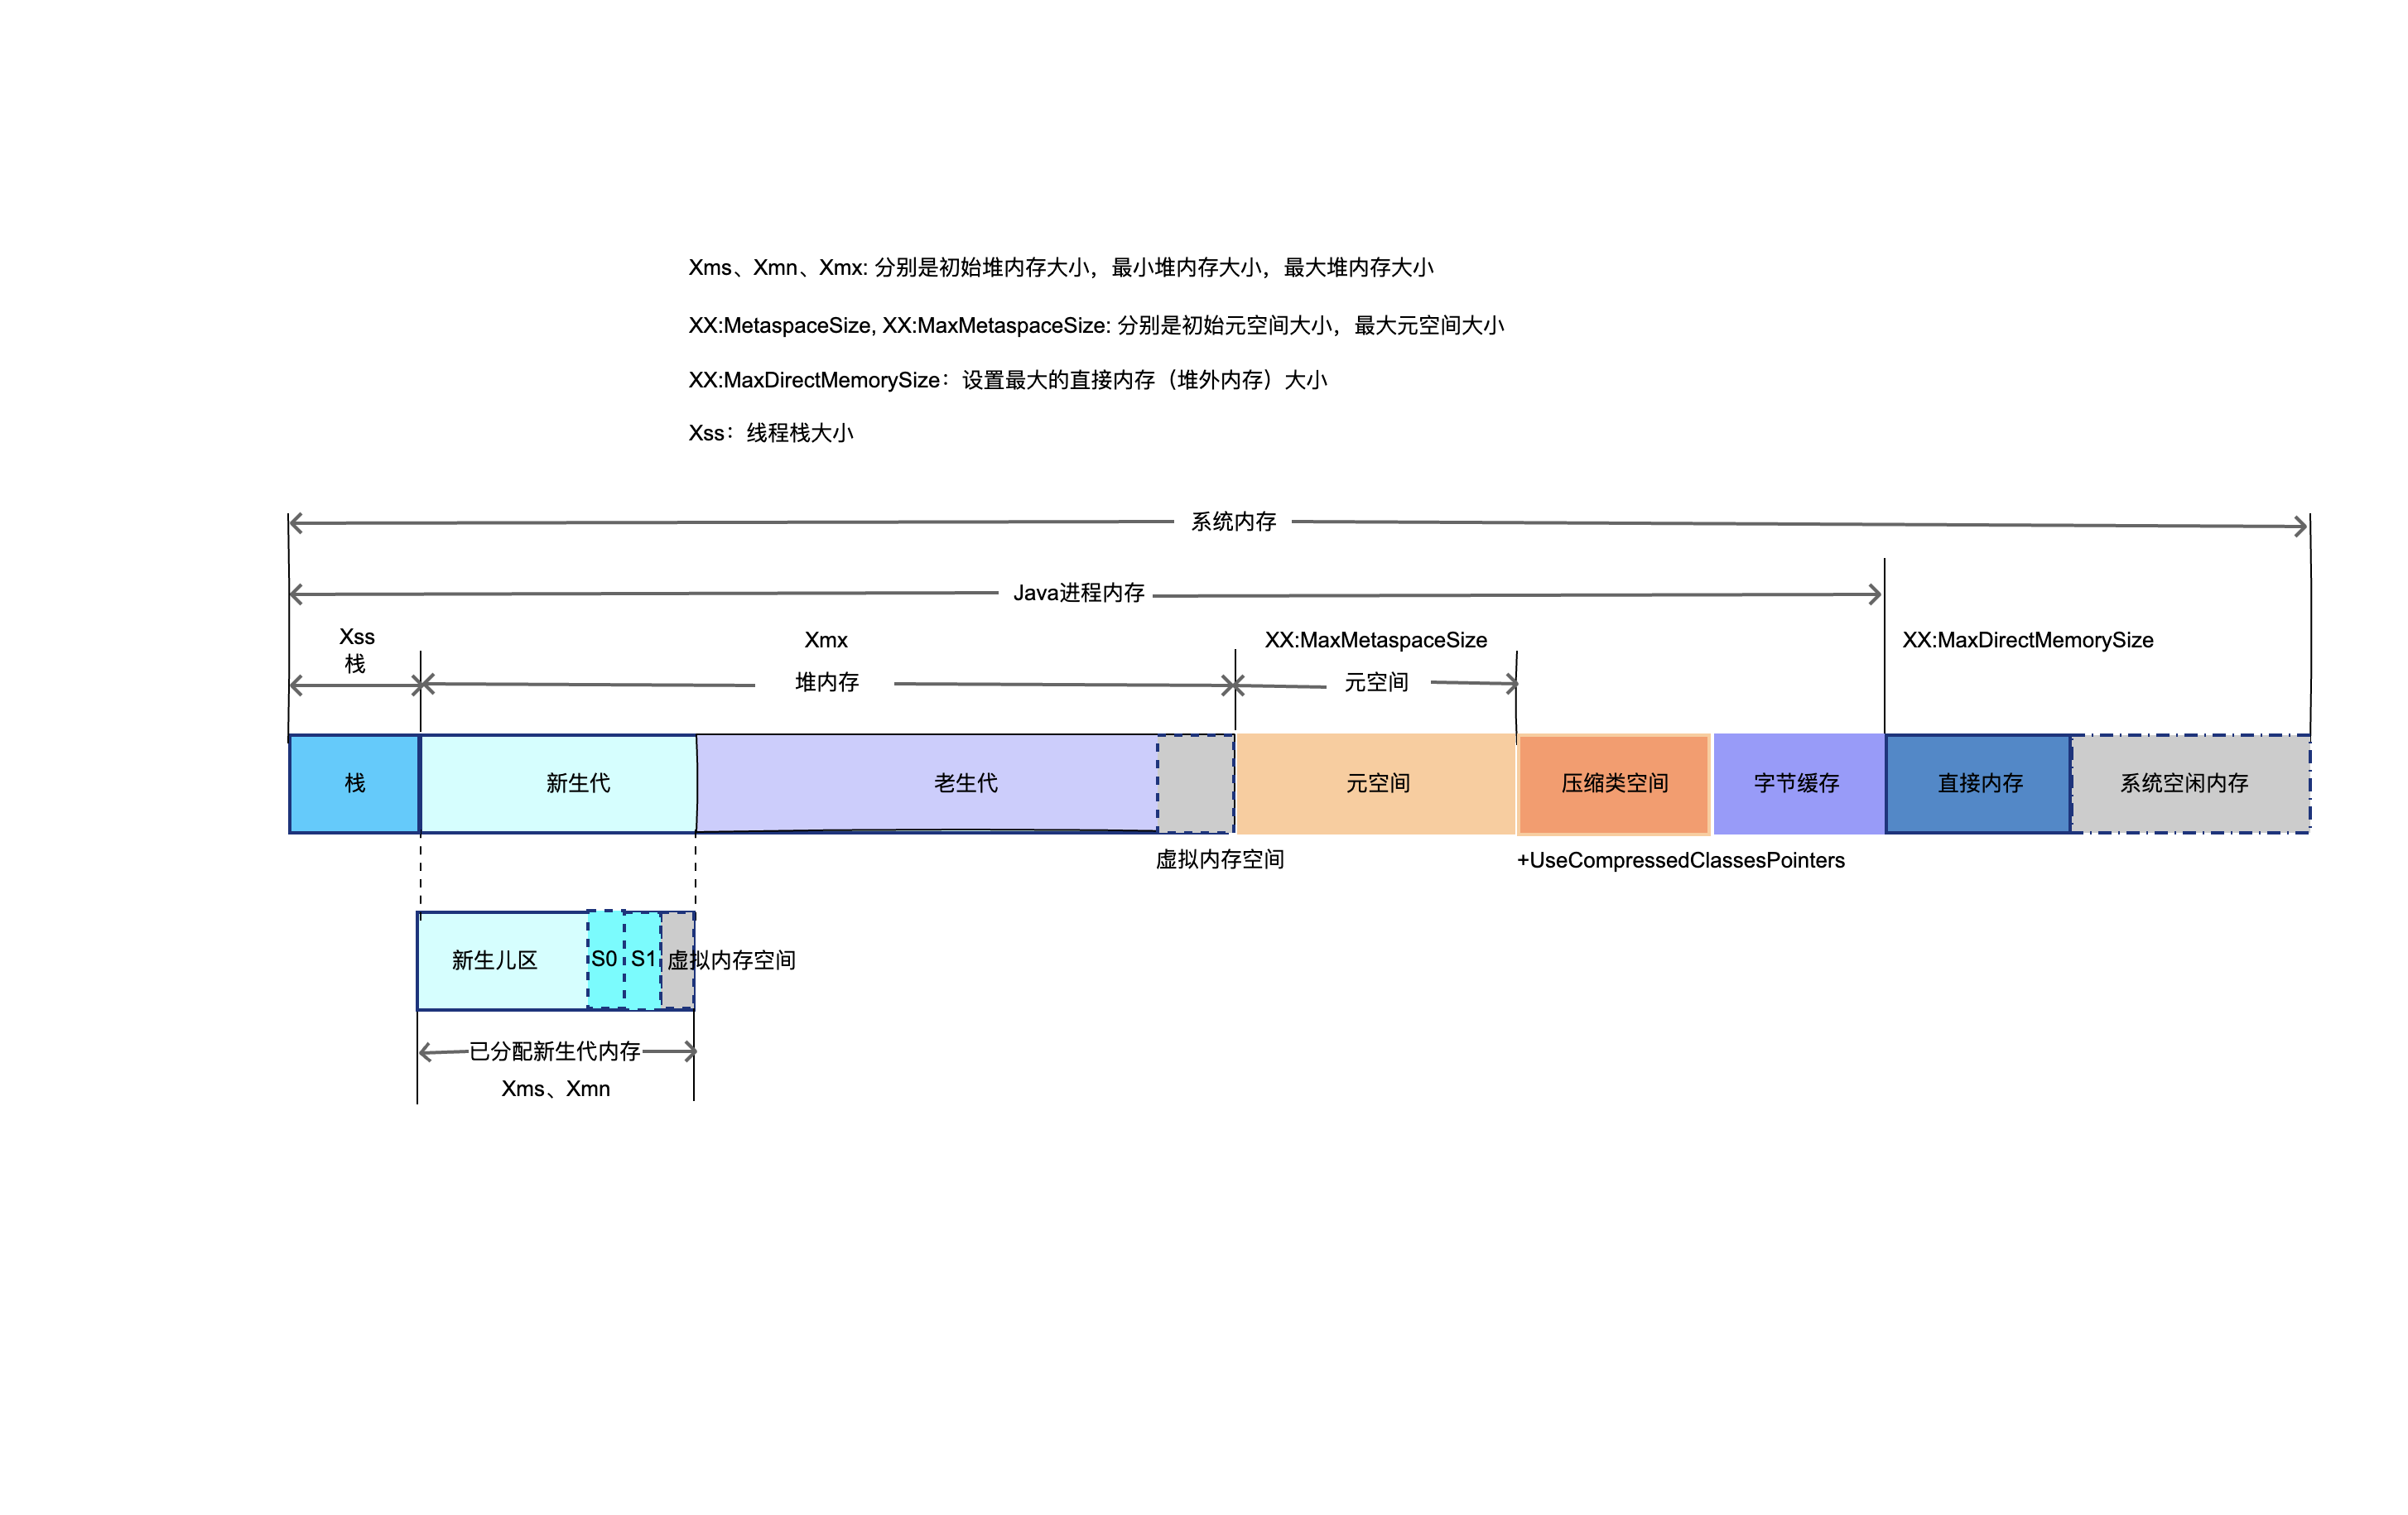 Xms、Xmn、Xmx: 分别是初始堆内存大小，最小堆内存大小，最大堆内存大小
XX:MetaspaceSize, XX:MaxMetaspaceSize: 分别是初始元空间大小，最大元空间大小
XX:MaxDirectMemorySize：设置最大的直接内存（堆外内存）大小
Xss：线程栈大小
系统内存
Java进程内存
Xss
栈
Xmx
堆内存
XX:MaxMetaspaceSize
元空间
XX:MaxDirectMemorySize
栈
新生代
老生代
元空间
压缩类空间
字节缓存
直接内存
系统空闲内存
虚拟内存空间
+UseCompressedClassesPointers
新生儿区
S0
S1
虚拟内存空间
已分配新生代内存
Xms、Xmn